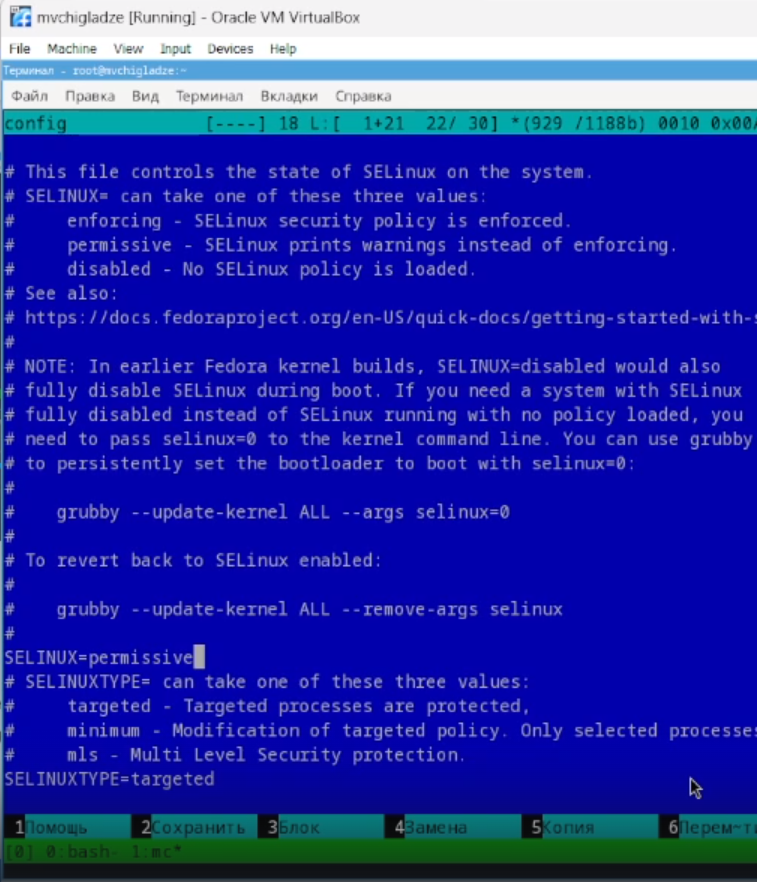 mvchigladze [Running] - Oracle VM VirtualBox
File Machine View Input Devices Help
Терминал - root@mvchigladze:~
Файл Правка Вид Терминал Вкладки Справка
config [----] 18 L:[ 1+21 22/ 30] *(929 /1188b) 0010 0x00
# This file controls the state of SELinux on the system.
# SELINUX= can take one of these three values:
# enforcing - SELinux security policy is enforced.
# permissive - SELinux prints warnings instead of enforcing.
# disabled - No SELinux policy is loaded.
# See also:
# https://docs.fedoraproject.org/en-US/quick-docs/getting-started-with-s
#
# NOTE: In earlier Fedora kernel builds, SELINUX=disabled would also
# fully disable SELinux during boot. If you need a system with SELinux
# fully disabled instead of SELinux running with no policy loaded, you
# need to pass selinux=0 to the kernel command line. You can use grubby
# to persistently set the bootloader to boot with selinux=0:
#
# grubby --update-kernel ALL --args selinux=0
#
# To revert back to SELinux enabled:
#
# grubby --update-kernel ALL --remove-args selinux
#
SELINUX=permissive
# SELINUXTYPE= can take one of these three values:
# targeted - Targeted processes are protected,
# minimum - Modification of targeted policy. Only selected processes
# mls - Multi Level Security protection.
SELINUXTYPE=targeted
1Помощь 2Сохранить 3Блок 4Замена 5Копия 6Перем~ти
[0] 0:bash- 1:mc*